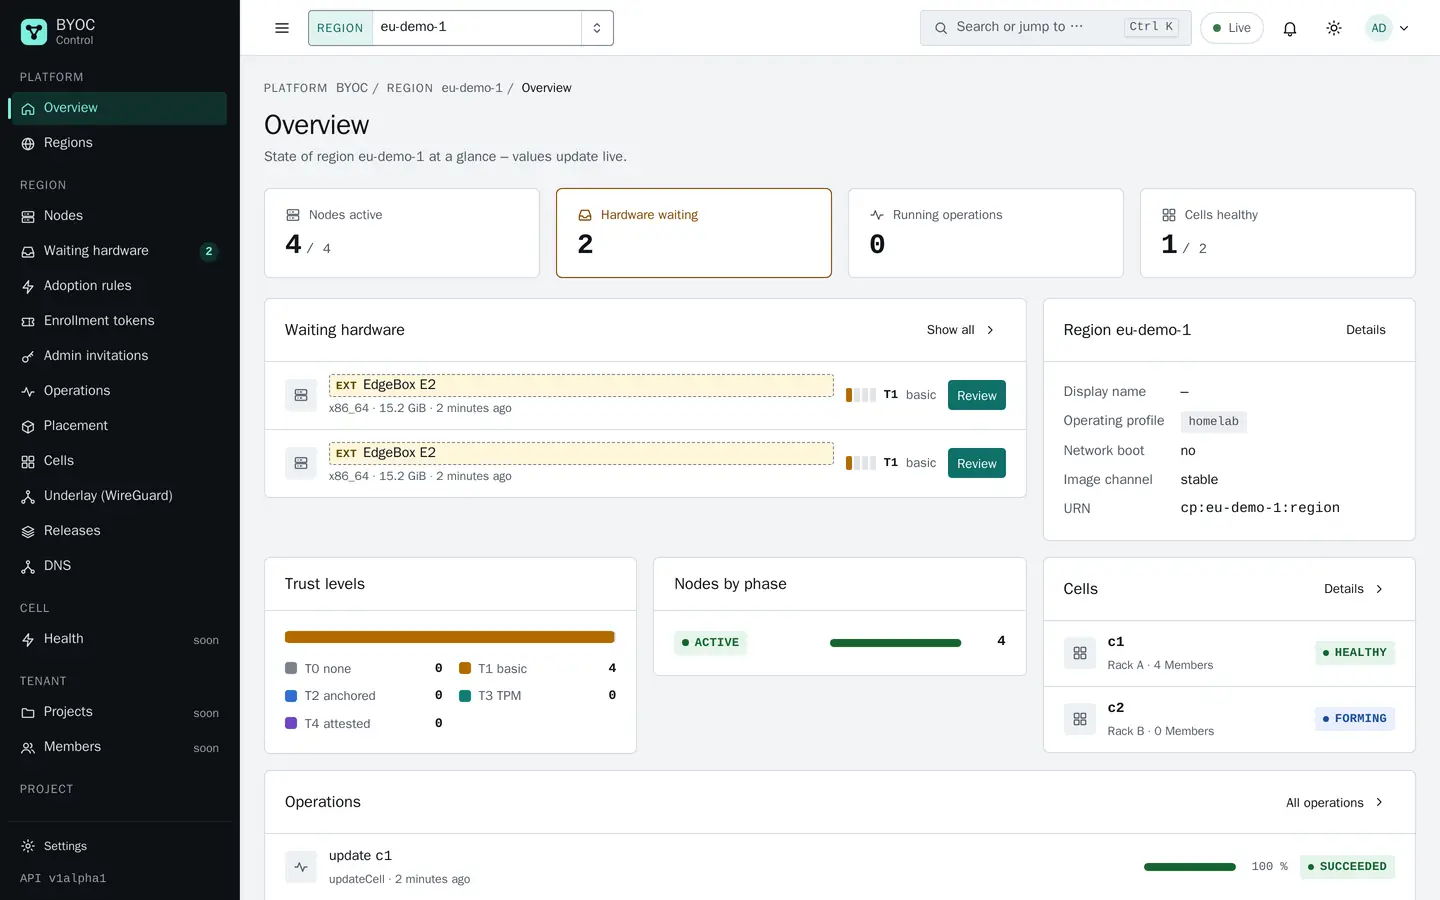 BYOC
Control
PLATFORM
Overview
Regions
REGION
Nodes
Waiting hardware 2
Adoption rules
Enrollment tokens
Admin invitations
Operations
Placement
Cells
Underlay (WireGuard)
Releases
DNS
CELL
Health soon
TENANT
Projects soon
Members soon
PROJECT
Settings
API v1alpha1
REGION eu-demo-1
Search or jump to ··· Ctrl K
Live
AD
PLATFORM BYOC / REGION eu-demo-1 / Overview
Overview
State of region eu-demo-1 at a glance – values update live.
Nodes active
4 / 4
Hardware waiting
2
Running operations
0
Cells healthy
1 / 2
Waiting hardware
Show all
EXT EdgeBox E2
x86_64 · 15.2 GiB · 2 minutes ago
T1 basic
Review
EXT EdgeBox E2
x86_64 · 15.2 GiB · 2 minutes ago
T1 basic
Review
Region eu-demo-1
Details
Display name –
Operating profile homelab
Network boot no
Image channel stable
URN cp:eu-demo-1:region
Trust levels
T0 none 0
T1 basic 4
T2 anchored 0
T3 TPM 0
T4 attested 0
Nodes by phase
ACTIVE 4
Cells
Details
c1
Rack A · 4 Members
HEALTHY
c2
Rack B · 0 Members
FORMING
Operations
All operations
update c1
updateCell · 2 minutes ago
100 %
SUCCEEDED